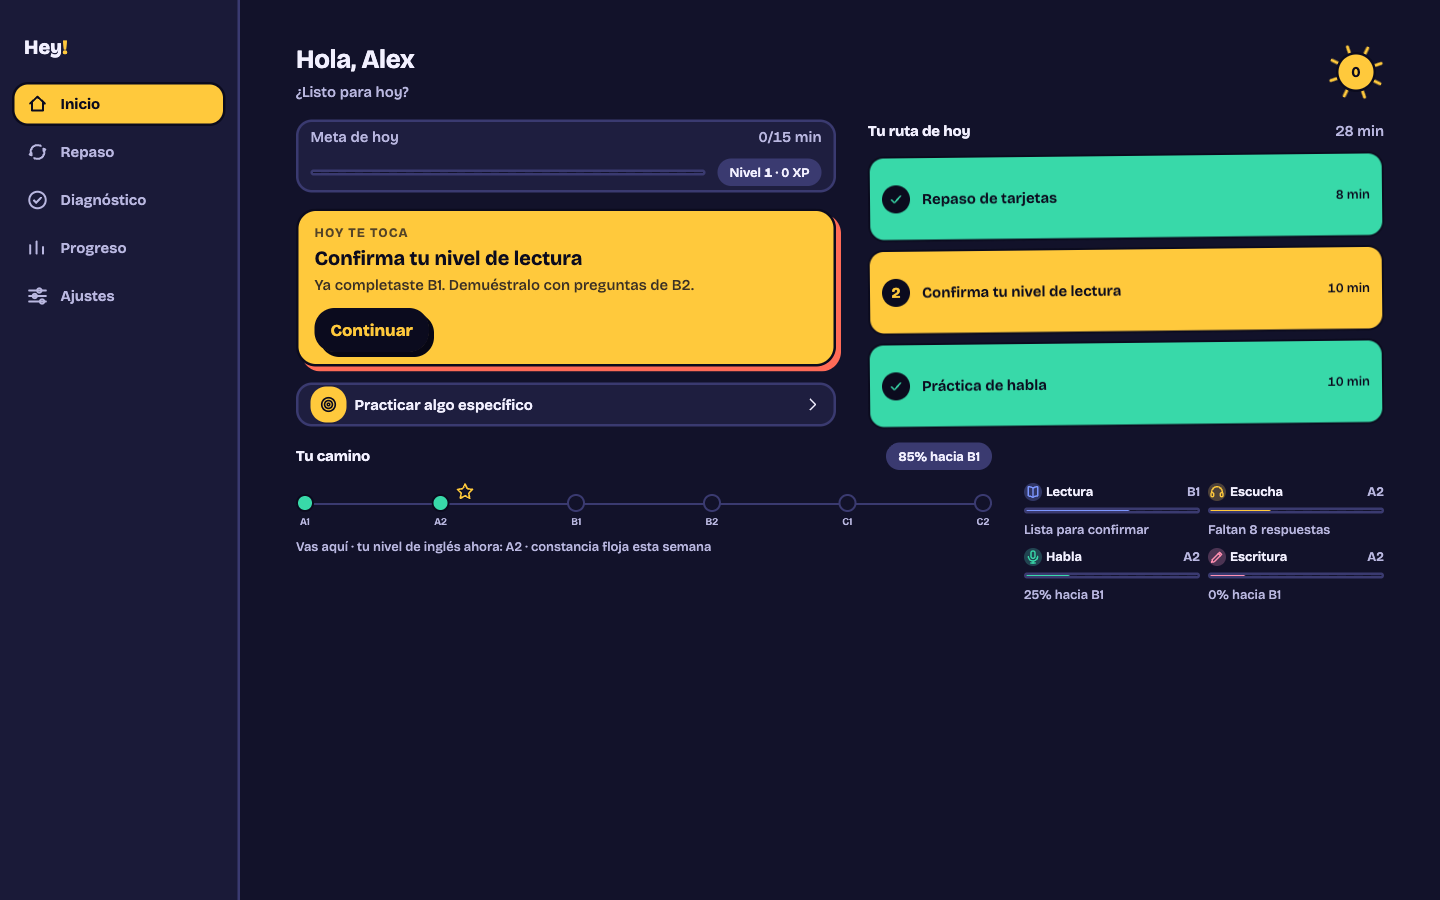 Hey!
Inicio
Repaso
Diagnóstico
Progreso
Ajustes
Hola, Alex
¿Listo para hoy?
0
Meta de hoy
0/15 min
Nivel 1 · 0 XP
HOY TE TOCA
Confirma tu nivel de lectura
Ya completaste B1. Demuéstralo con preguntas de B2.
Continuar
Practicar algo específico
Tu ruta de hoy
28 min
Repaso de tarjetas
8 min
2
Confirma tu nivel de lectura
10 min
Práctica de habla
10 min
Tu camino
85% hacia B1
A1
A2
B1
B2
C1
C2
Vas aquí · tu nivel de inglés ahora: A2 · constancia floja esta semana
Lectura
B1
Lista para confirmar
Escucha
A2
Faltan 8 respuestas
Habla
A2
25% hacia B1
Escritura
A2
0% hacia B1